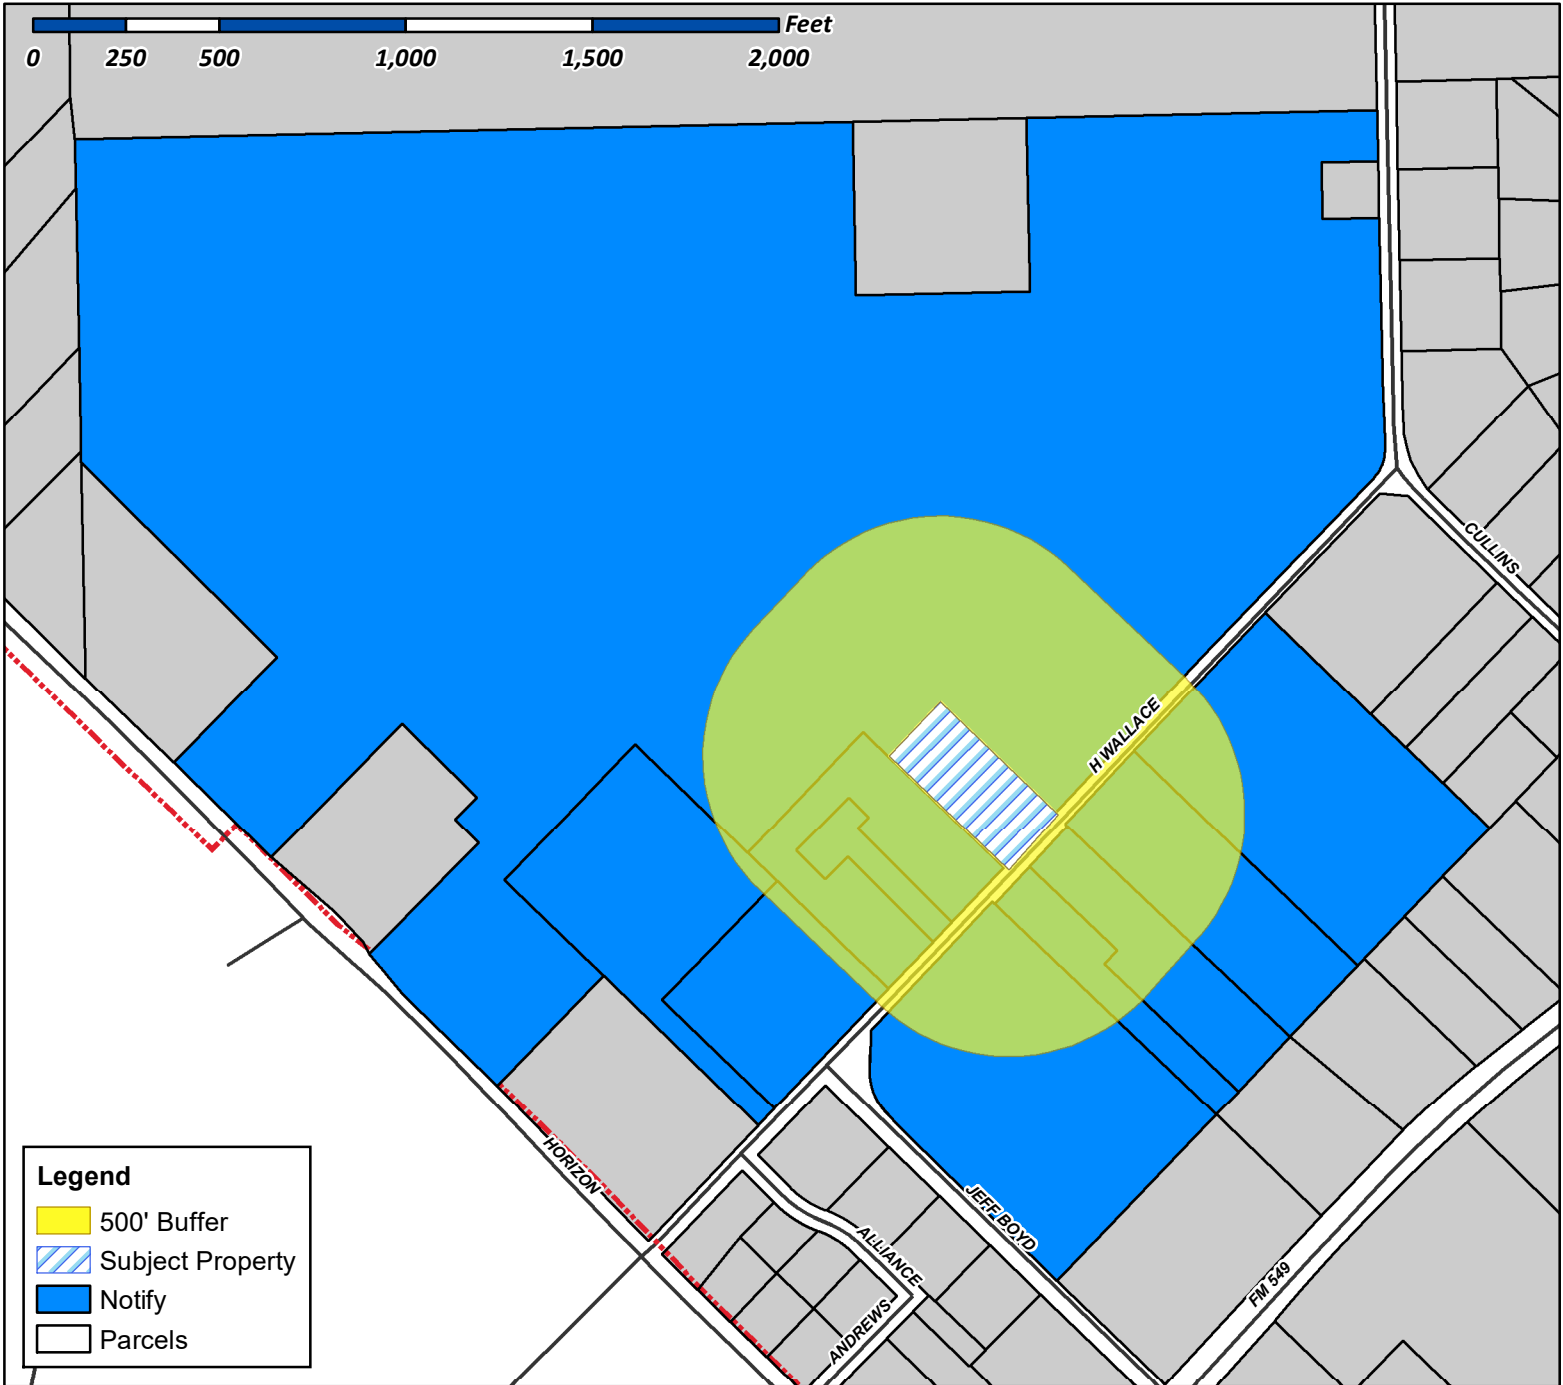 Feet
0 250 500 1,000 1,500 2,000
CULLINS
H WALLACE
HORIZON
JEFF BOYD
ALLIANCE
FM 549
ANDREWS
Legend
500' Buffer
Subject Property
Notify
Parcels